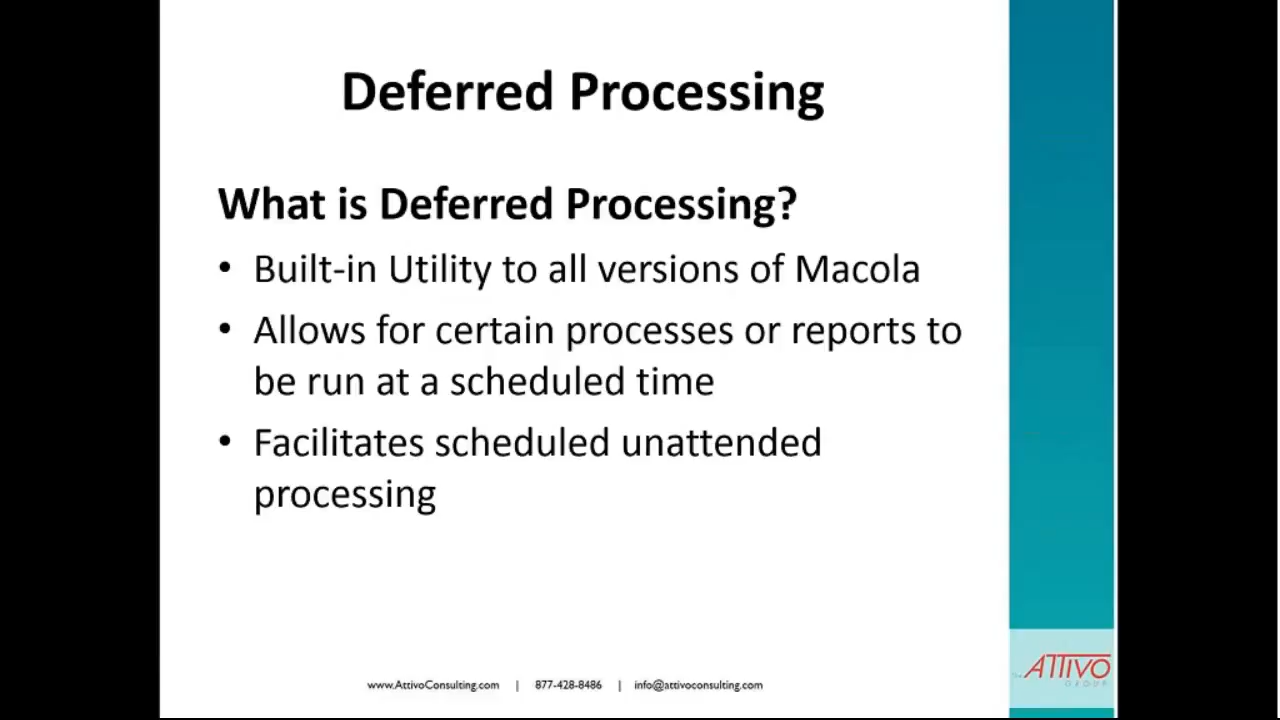 Deferred Processing
What is Deferred Processing?
• Built-in Utility to all versions of Macola
• Allows for certain processes or reports to
be run at a scheduled time
• Facilitates scheduled unattended
processing
www.AttivoConsulting.com | 877-428-8486 | info@attivoconsulting.com
The ATTIVO
GROUP